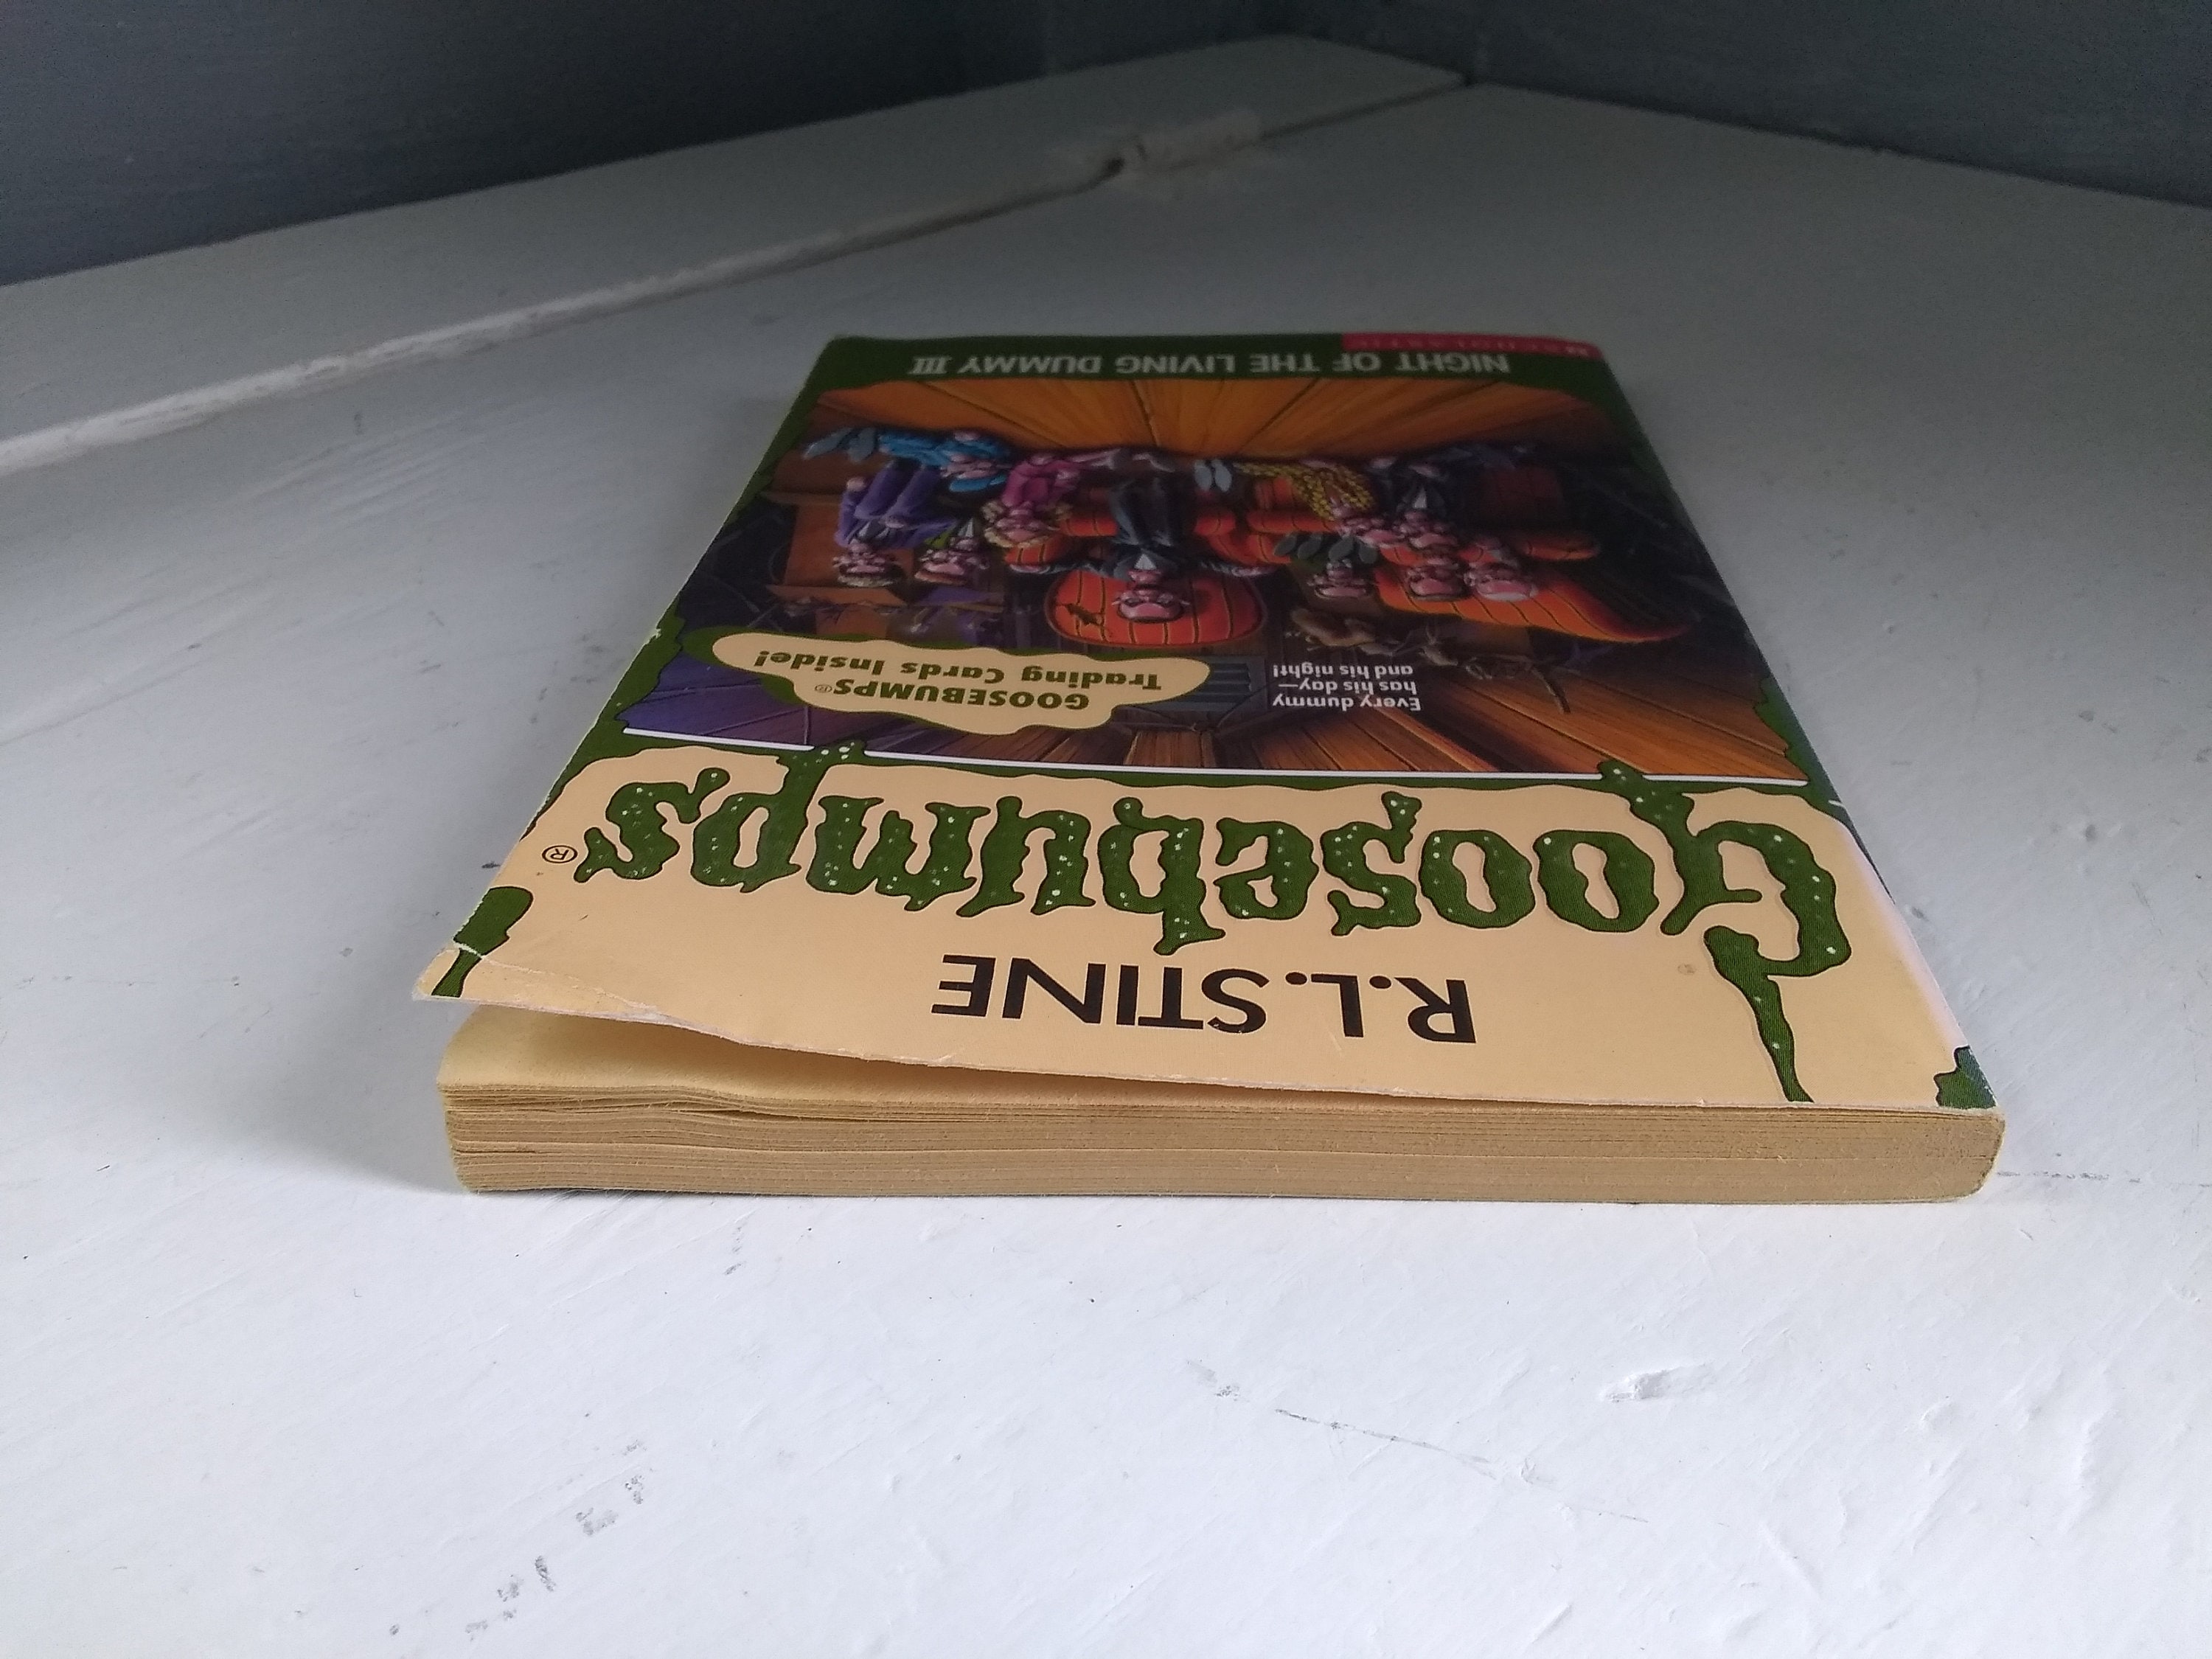 R.L. STINE
Goosebumps®
Every dummy
has his day—
and his night!
GOOSEBUMPS®
Trading Cards Inside!
NIGHT OF THE LIVING DUMMY III
SCHOLASTIC